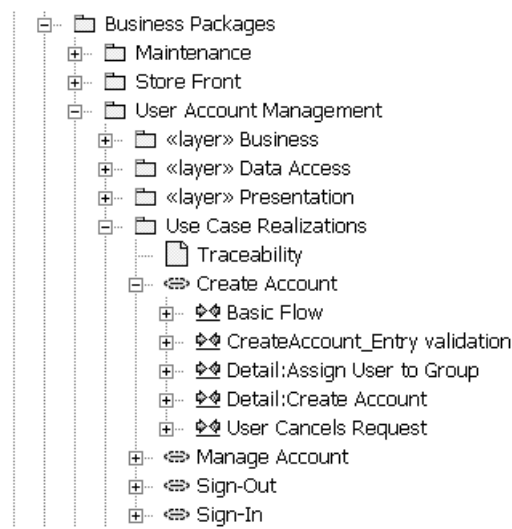 Business Packages
Maintenance
Store Front
User Account Management
«layer» Business
«layer» Data Access
«layer» Presentation
Use Case Realizations
Traceability
Create Account
Basic Flow
CreateAccount_Entry validation
Detail:Assign User to Group
Detail:Create Account
User Cancels Request
Manage Account
Sign-Out
Sign-In